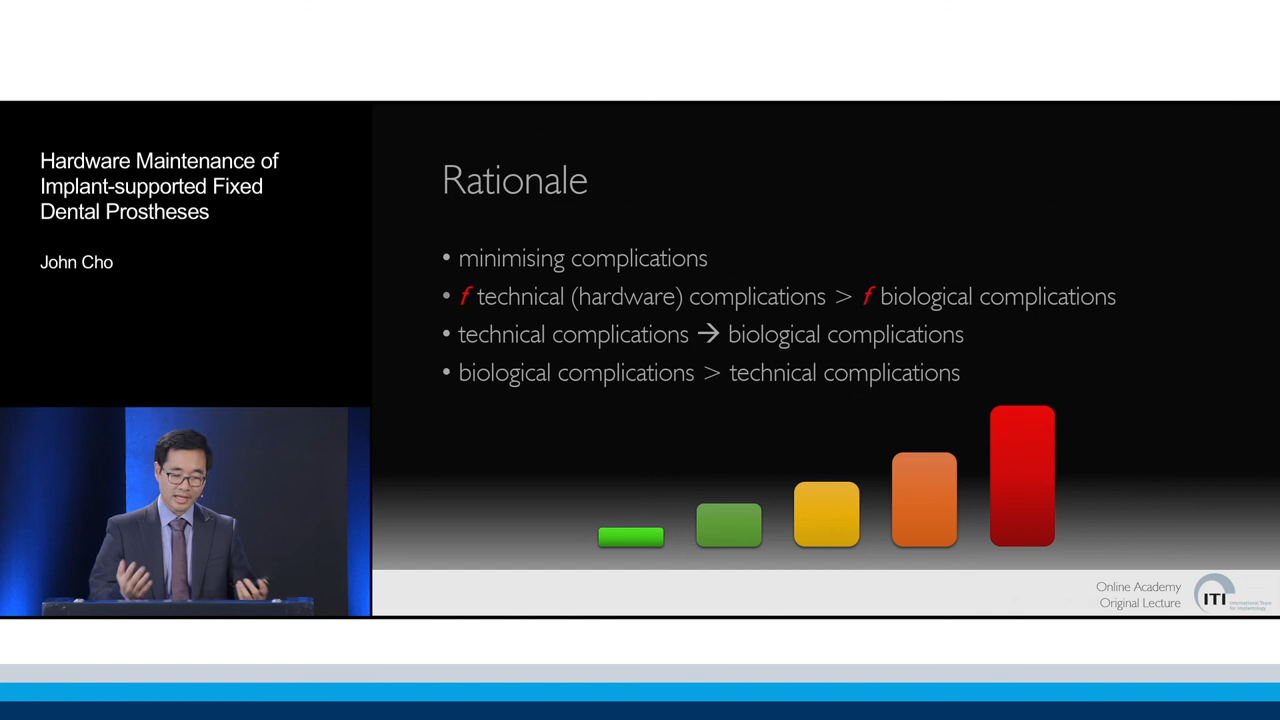 Hardware Maintenance of
Implant-supported Fixed
Dental Prostheses
John Cho
Rationale
• minimising complications
• f technical (hardware) complications > f biological complications
• technical complications → biological complications
• biological complications > technical complications
Online Academy
Original Lecture
ITI
International Team
for Implantology